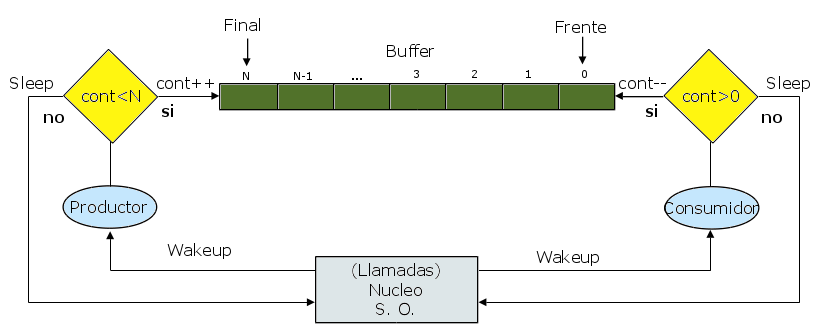 Final
Frente
Buffer
N N-1 ... 3 2 1 0
Sleep
cont<N
cont++
cont--
cont>0
Sleep
no
si
si
no
Productor
Consumidor
Wakeup
Wakeup
(Llamadas)
Nucleo
S. O.